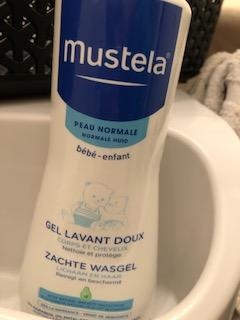 mustela
PEAU NORMALE
NORMALE HUID
bébé - enfant
GEL LAVANT DOUX
CORPS ET CHEVEUX
Nettoie et protège
ZACHTE WASGEL
LICHAAM EN HAAR
Reinigt en beschermt